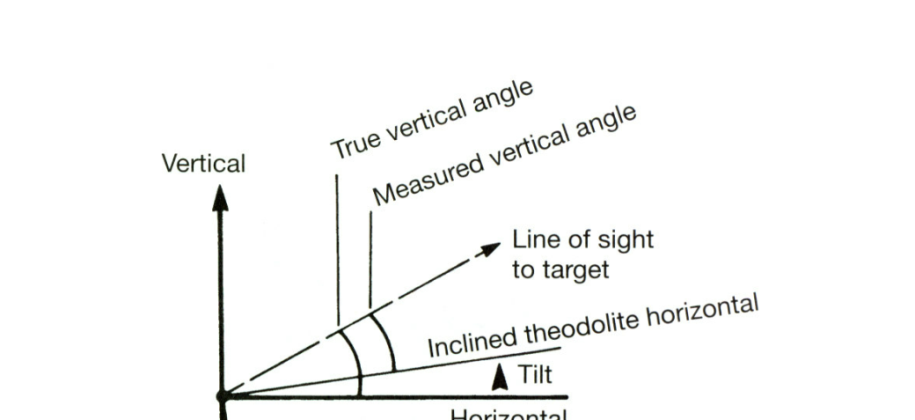 True vertical angle
Measured vertical angle
Vertical
Line of sight
to target
Inclined theodolite horizontal
Tilt
Horizontal